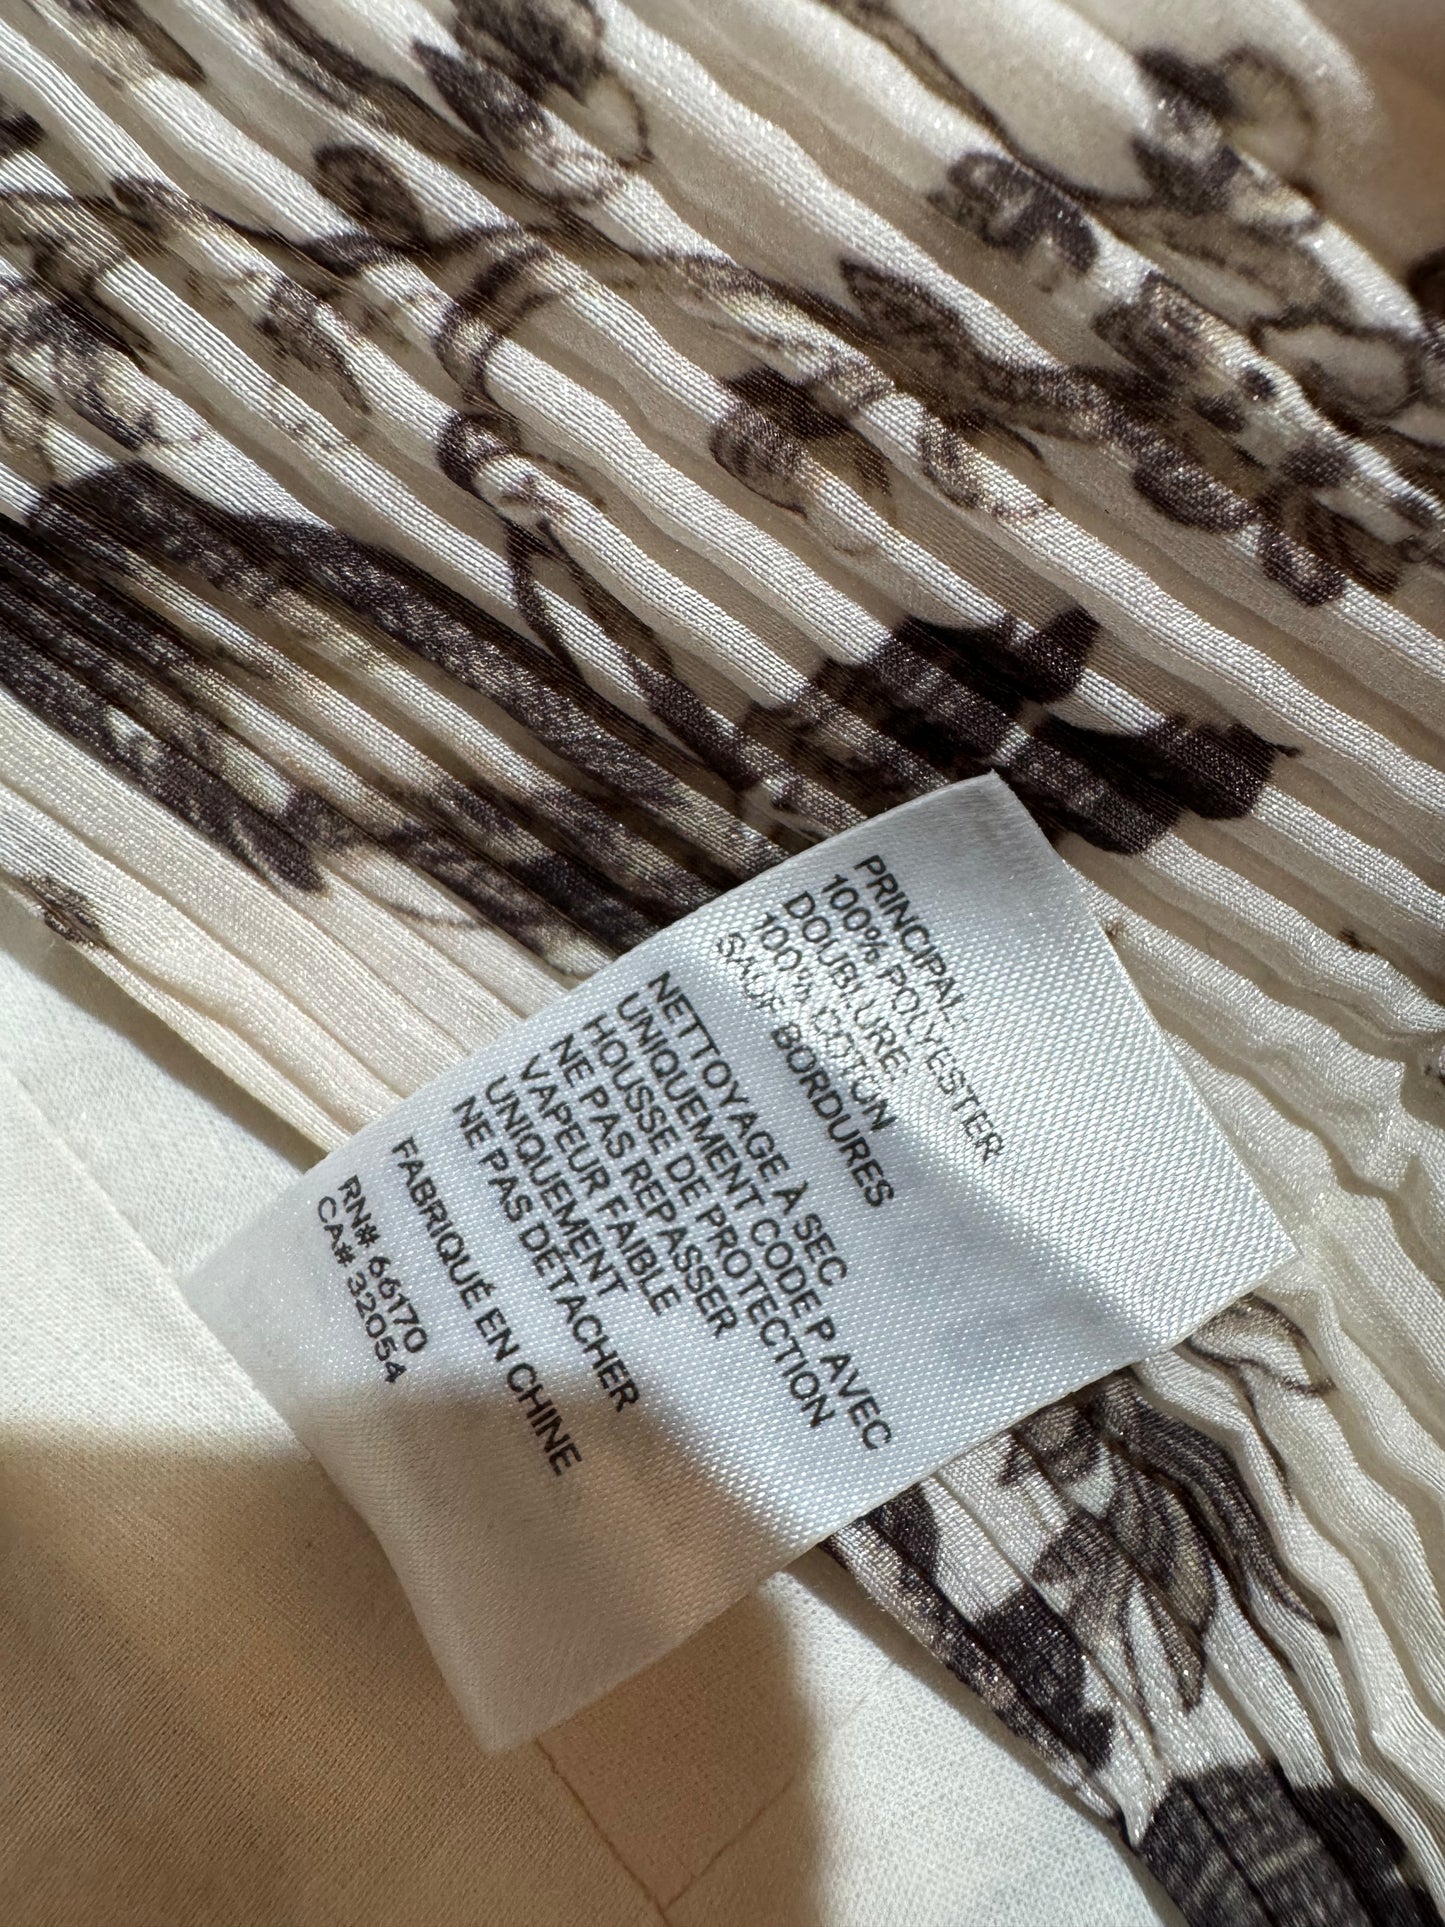 PRINCIPAL:
100% POLYESTER
DOUBLURE:
100% COTON
SAUF BORDURES
NETTOYAGE À SEC
UNIQUEMENT CODE P AVEC
HOUSSE DE PROTECTION
NE PAS REPASSER
VAPEUR FAIBLE
UNIQUEMENT
NE PAS DÉTACHER
FABRIQUÉ EN CHINE
RN# 66170
CA# 32054